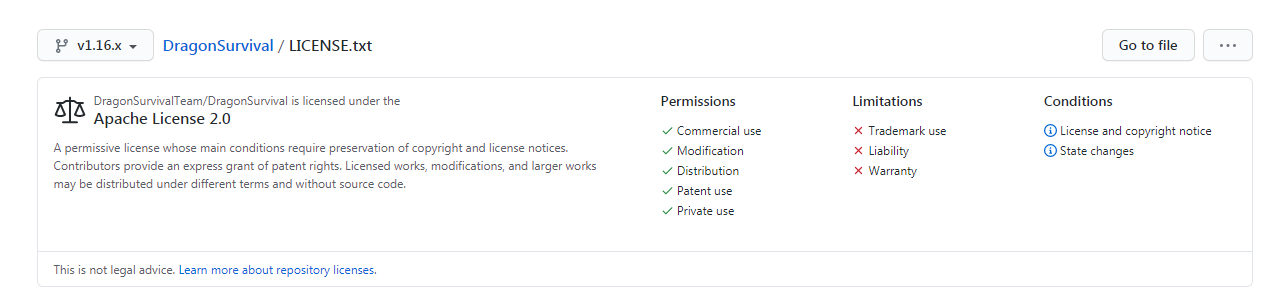 v1.16.x
DragonSurvival / LICENSE.txt
Go to file
DragonSurvivalTeam/DragonSurvival is licensed under the
Apache License 2.0
A permissive license whose main conditions require preservation of copyright and license notices.
Contributors provide an express grant of patent rights. Licensed works, modifications, and larger works
may be distributed under different terms and without source code.
Permissions
Commercial use
Modification
Distribution
Patent use
Private use
Limitations
Trademark use
Liability
Warranty
Conditions
License and copyright notice
State changes
This is not legal advice. Learn more about repository licenses.